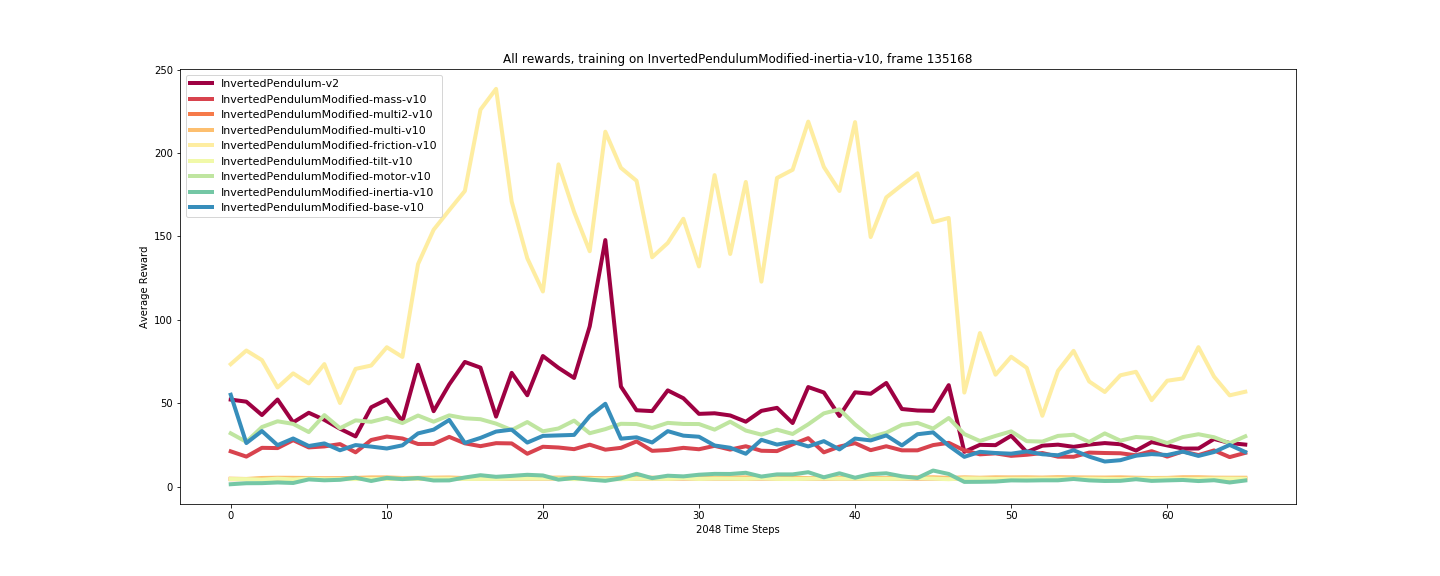 All rewards, training on InvertedPendulumModified-inertia-v10, frame 135168
250
200
150
100
50
0
Average Reward
InvertedPendulum-v2
InvertedPendulumModified-mass-v10
InvertedPendulumModified-multi2-v10
InvertedPendulumModified-multi-v10
InvertedPendulumModified-friction-v10
InvertedPendulumModified-tilt-v10
InvertedPendulumModified-motor-v10
InvertedPendulumModified-inertia-v10
InvertedPendulumModified-base-v10
0 10 20 30 40 50 60
2048 Time Steps